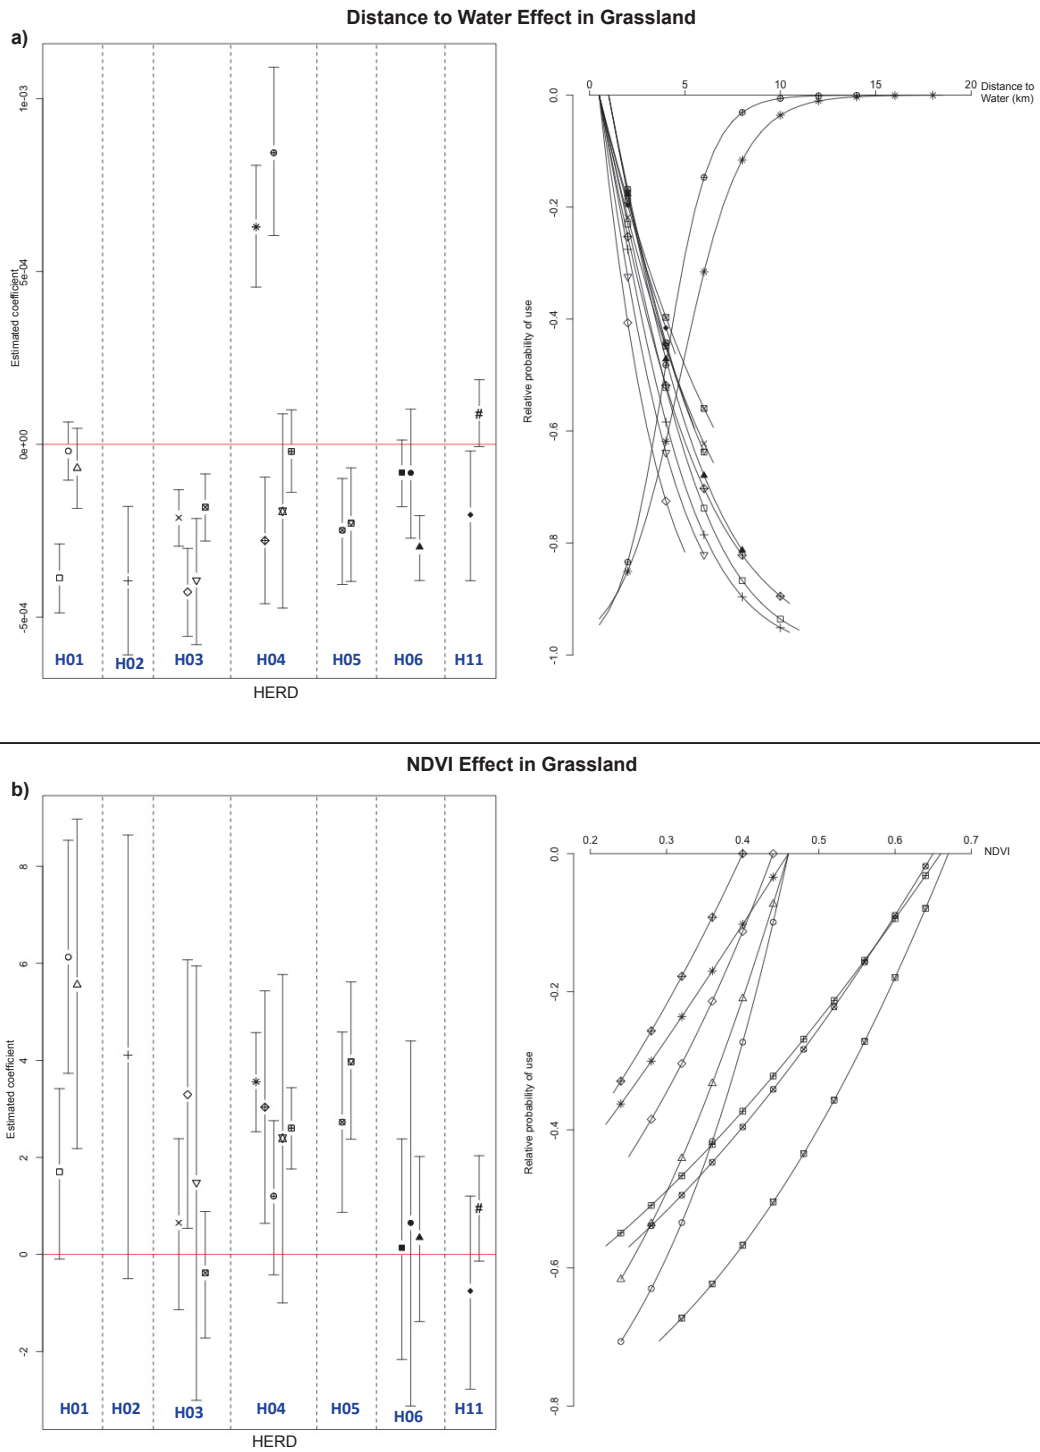 Distance to Water Effect in Grassland
a)
Estimated coefficient
1e-03
5e-04
0e+00
-5e-04
#
H01 H02 H03 H04 H05 H06 H11
HERD
0 5 10 15 20 Distance to
Water (km)
Relative probability of use
0.0
-0.2
-0.4
-0.6
-0.8
-1.0
NDVI Effect in Grassland
b)
Estimated coefficient
8
6
4
2
0
-2
#
H01 H02 H03 H04 H05 H06 H11
HERD
0.2 0.3 0.4 0.5 0.6 0.7 NDVI
Relative probability of use
0.0
-0.2
-0.4
-0.6
-0.8